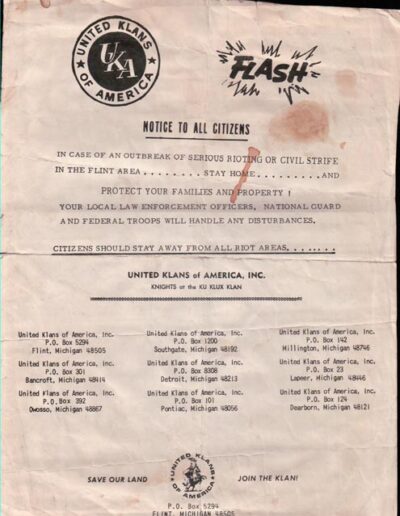 UNITED KLANS OF AMERICA
UKA
FLASH
NOTICE TO ALL CITIZENS
IN CASE OF AN OUTBREAK OF SERIOUS RIOTING OR CIVIL STRIFE
IN THE FLINT AREA........STAY HOME.........AND
PROTECT YOUR FAMILIES AND PROPERTY !
YOUR LOCAL LAW ENFORCEMENT OFFICERS, NATIONAL GUARD
AND FEDERAL TROOPS WILL HANDLE ANY DISTURBANCES.
CITIZENS SHOULD STAY AWAY FROM ALL RIOT AREAS.......
UNITED KLANS of AMERICA, INC.
KNIGHTS of the KU KLUX KLAN
United Klans of America, Inc.
P.O. Box 5294
Flint, Michigan 48505
United Klans of America, Inc.
P.O. Box 1200
Southgate, Michigan 48192
United Klans of America, Inc.
P.O. Box 142
Millington, Michigan 48746
United Klans of America, Inc.
P.O. Box 301
Bancroft, Michigan 48414
United Klans of America, Inc.
P.O. Box 8308
Detroit, Michigan 48213
United Klans of America, Inc.
P.O. Box 23
Lapeer, Michigan 48446
United Klans of America, Inc.
P.O. Box 392
Owosso, Michigan 48867
United Klans of America, Inc.
P.O. Box 101
Pontiac, Michigan 48056
United Klans of America, Inc.
P.O. Box 124
Dearborn, Michigan 48121
SAVE OUR LAND
UNITED KLANS OF AMERICA
JOIN THE KLAN!
P.O. Box 5294
FLINT, MICHIGAN 48505